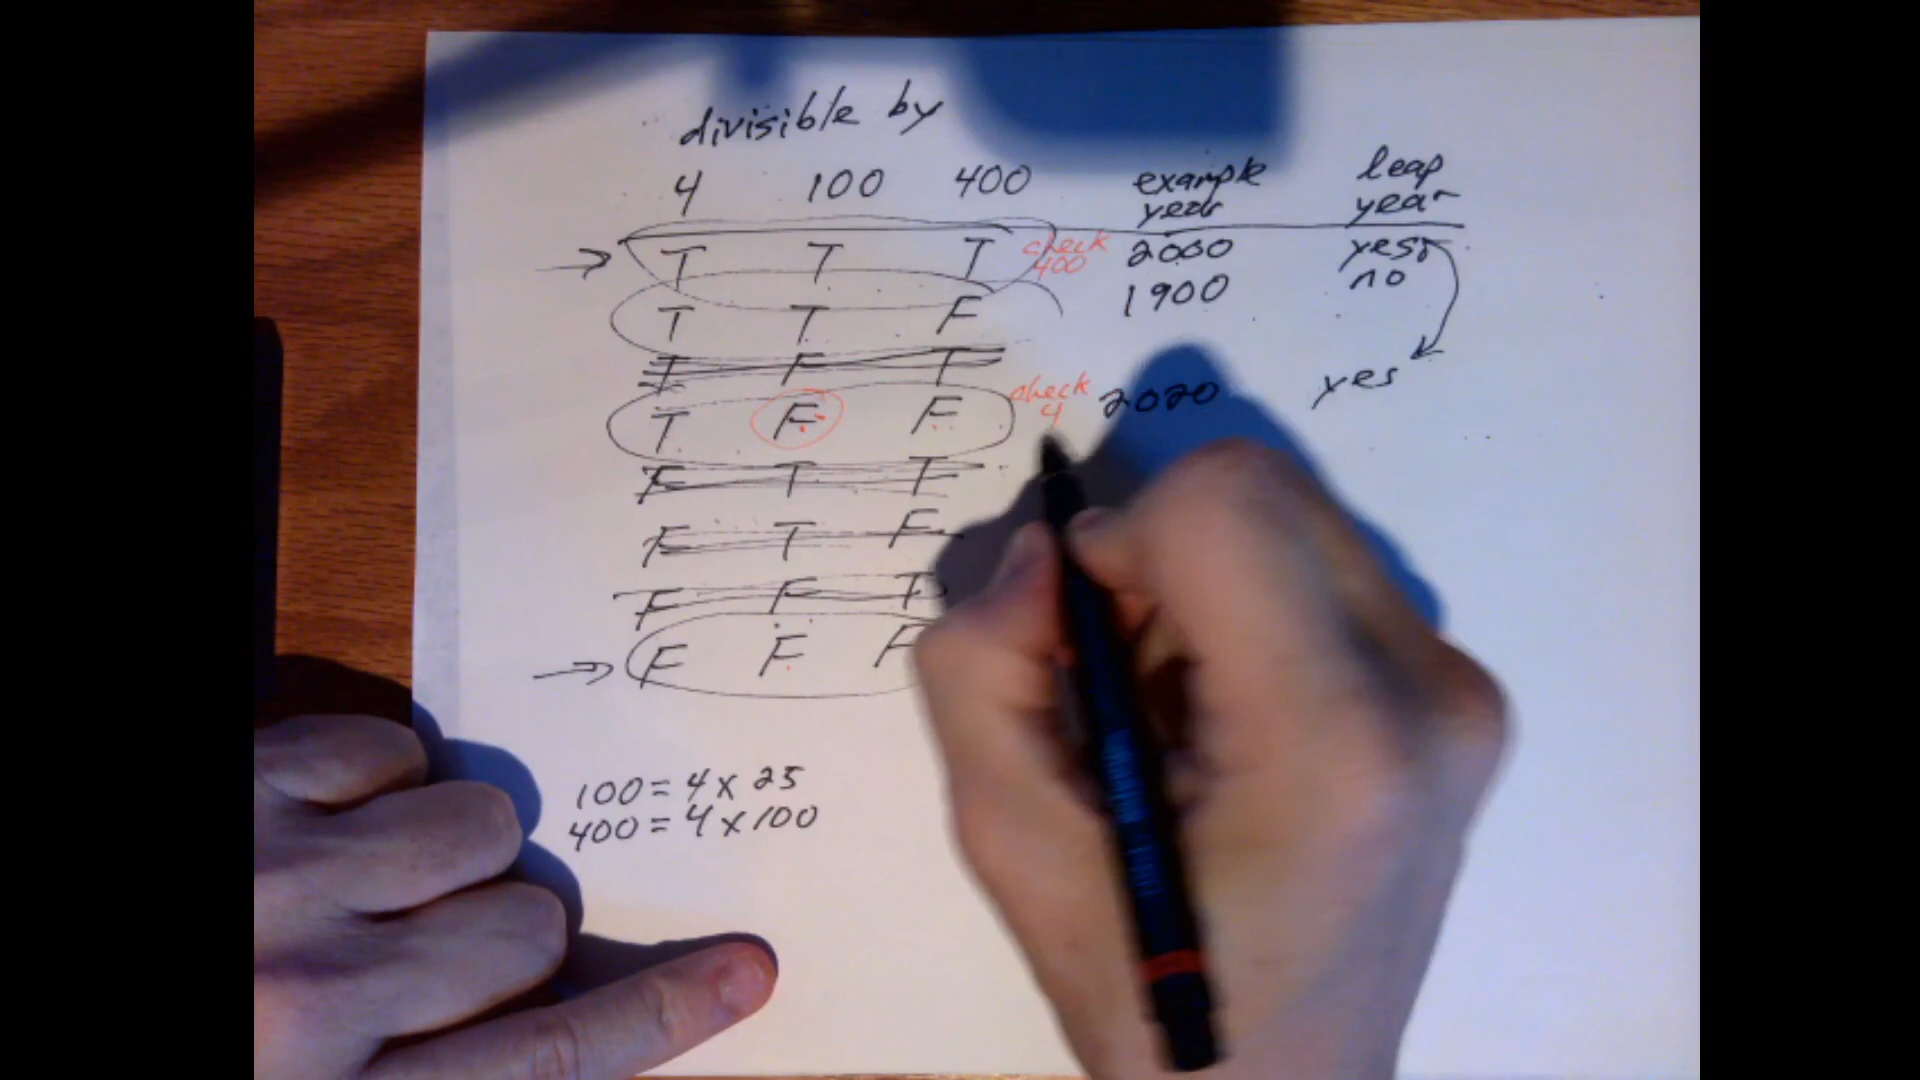 divisible by
4 100 400 example year leap year
T T T check 400 2000 yes
T T F 1900 no
T F T
T F F check 4 2020 yes
F T T
F T F
F F T
F F F
100 = 4 x 25
400 = 4 x 100